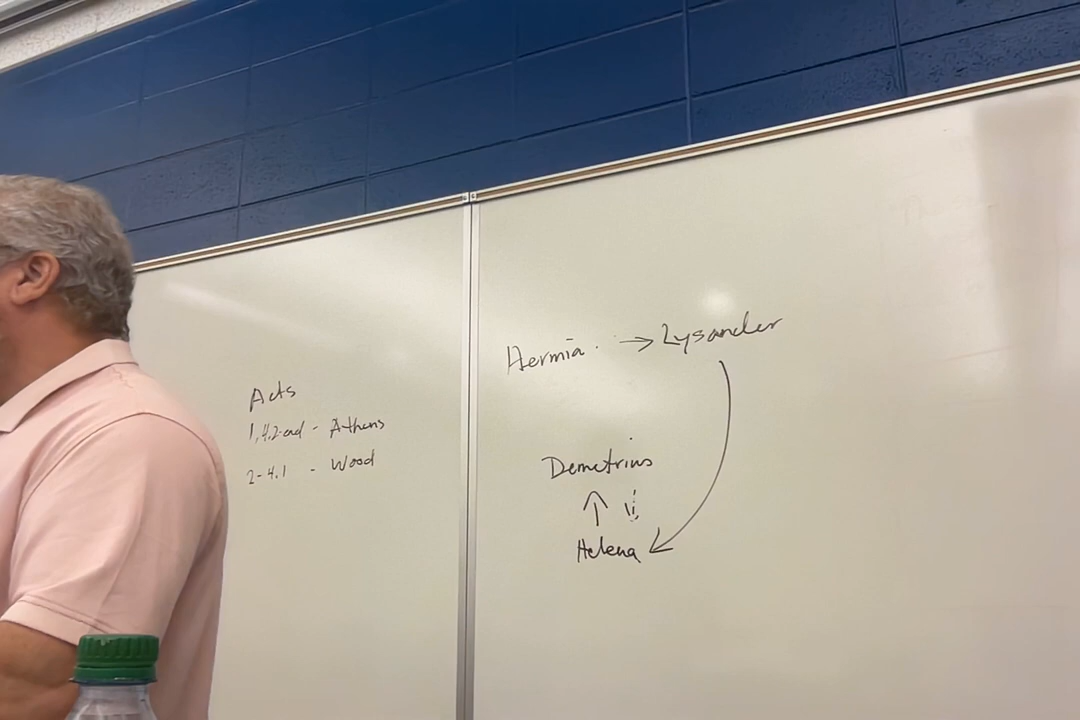 Acts
1, 4.2-end - Athens
2-4.1 - Wood
Hermia. → Lysander
Demetrius
↑
Helena